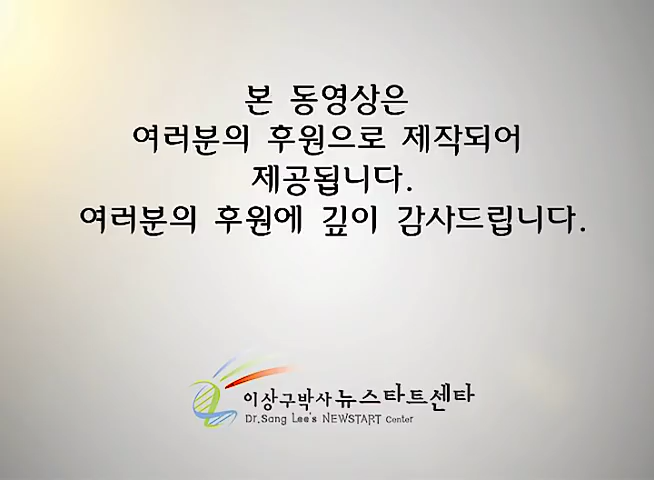 본 동영상은
여러분의 후원으로 제작되어
제공됩니다.
여러분의 후원에 깊이 감사드립니다.
이상구박사 뉴스타트센타
Dr.Sang Lee's NEWSTART Center